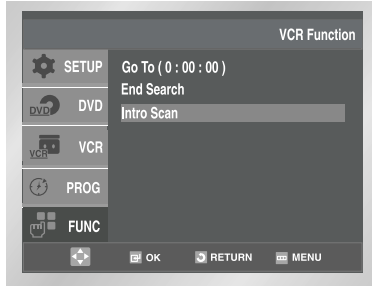 VCR Function
SETUP
Go To ( 0 : 00 : 00 )
End Search
DVD DVD
Intro Scan
VCR VCR
PROG
FUNC
OK RETURN MENU